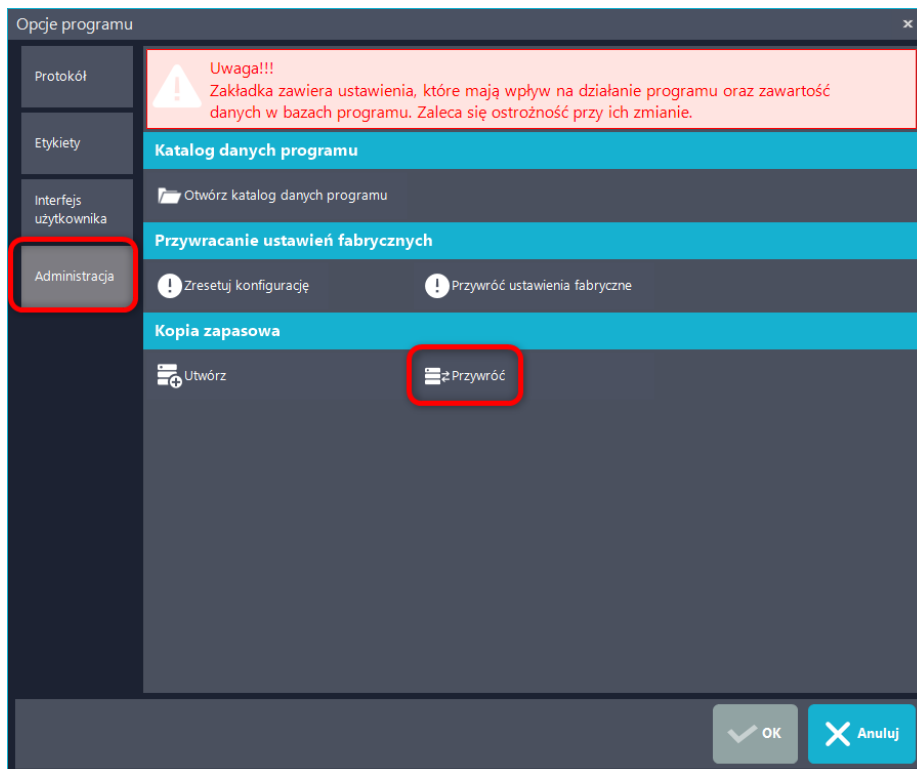 Opcje programu
Protokół
Etykiety
Interfejs
użytkownika
Administracja
Uwaga!!!
Zakładka zawiera ustawienia, które mają wpływ na działanie programu oraz zawartość
danych w bazach programu. Zaleca się ostrożność przy ich zmianie.
Katalog danych programu
Otwórz katalog danych programu
Przywracanie ustawień fabrycznych
Zresetuj konfigurację
Przywróć ustawienia fabryczne
Kopia zapasowa
Utwórz
Przywróć
OK
Anuluj